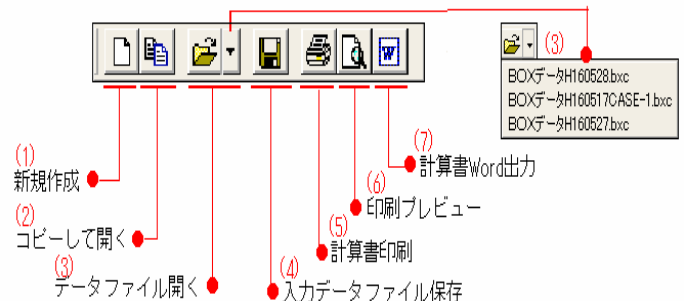 (3)
BOXデータH160528.bxc
BOXデータH160517CASE-1.bxc
BOXデータH160527.bxc
W
(1)
新規作成
(2)
コピーして開く
(3)
データファイル開く
(4)
入力データファイル保存
(5)
計算書印刷
(6)
印刷プレビュー
(7)
計算書Word出力